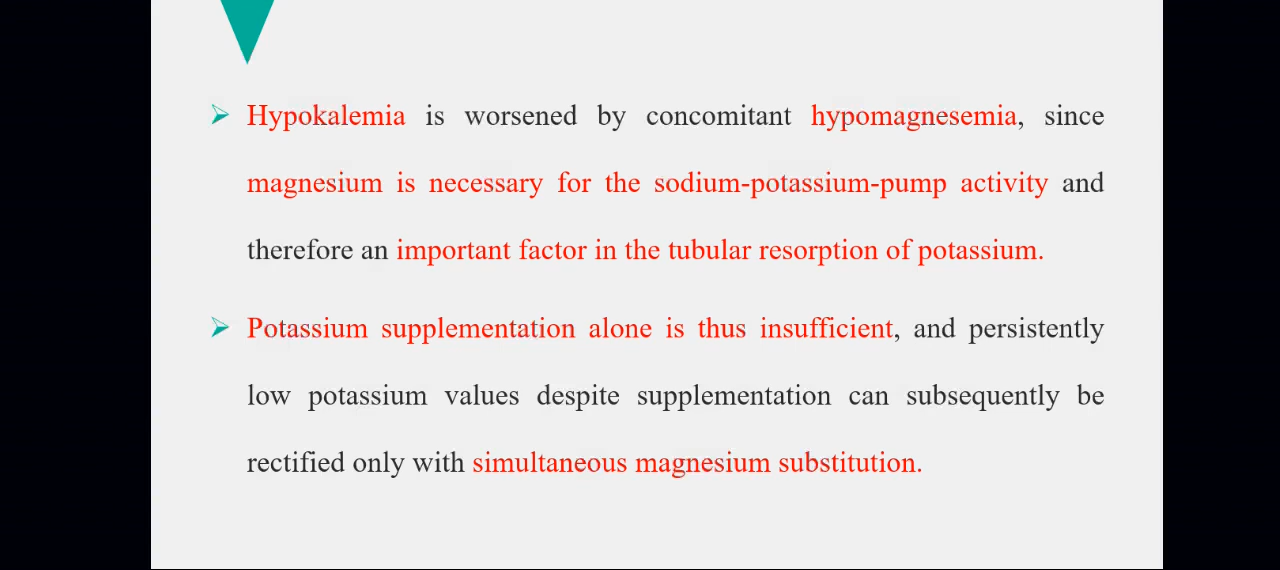 ➢ Hypokalemia is worsened by concomitant hypomagnesemia, since
magnesium is necessary for the sodium-potassium-pump activity and
therefore an important factor in the tubular resorption of potassium.
➢ Potassium supplementation alone is thus insufficient, and persistently
low potassium values despite supplementation can subsequently be
rectified only with simultaneous magnesium substitution.